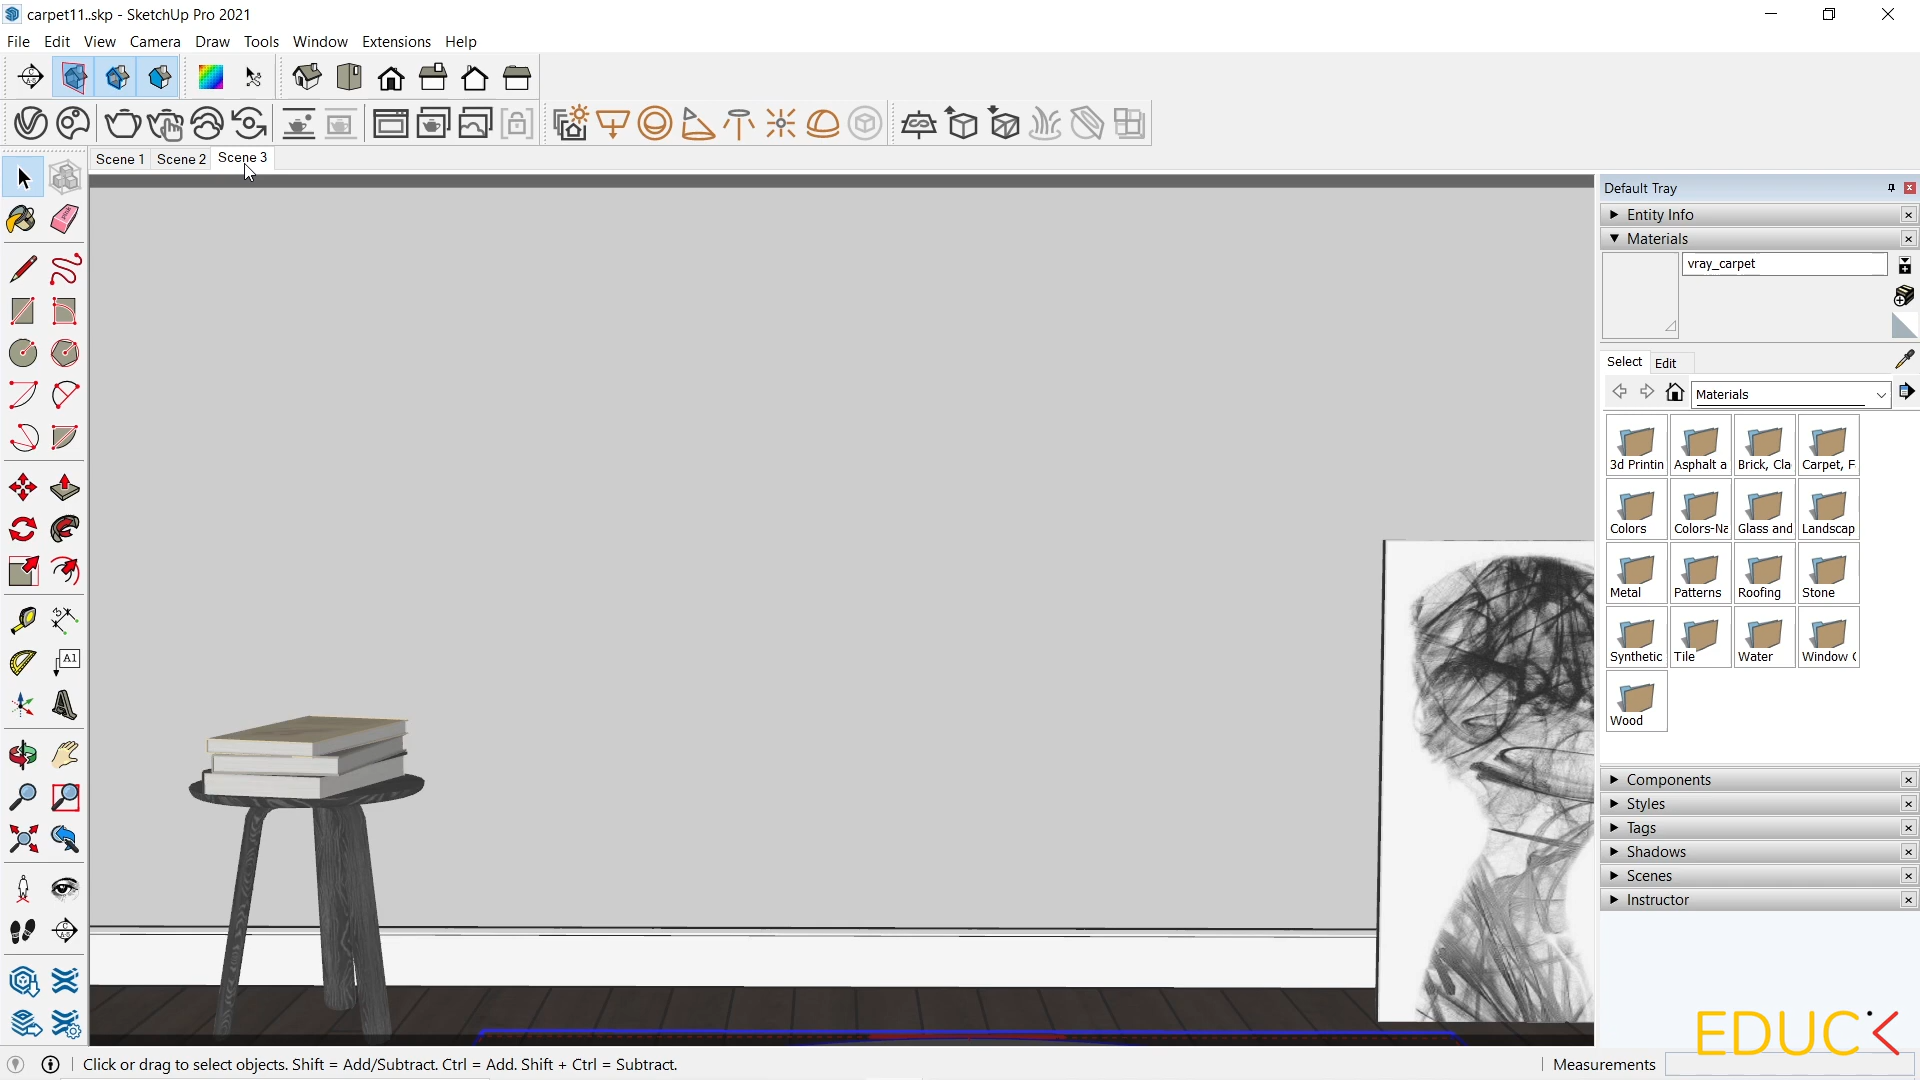 carpet11..skp - SketchUp Pro 2021
File Edit View Camera Draw Tools Window Extensions Help
Scene 1 Scene 2 Scene 3
Default Tray
Entity Info
Materials
vray_carpet
Select Edit
Materials
3d Printin Asphalt a Brick, Cla Carpet, F
Colors Colors-Na Glass and Landscap
Metal Patterns Roofing Stone
Synthetic Tile Water Window C
Wood
A1
Components
Styles
Tags
Shadows
Scenes
Instructor
EDUC
Click or drag to select objects. Shift = Add/Subtract. Ctrl = Add. Shift + Ctrl = Subtract.
Measurements